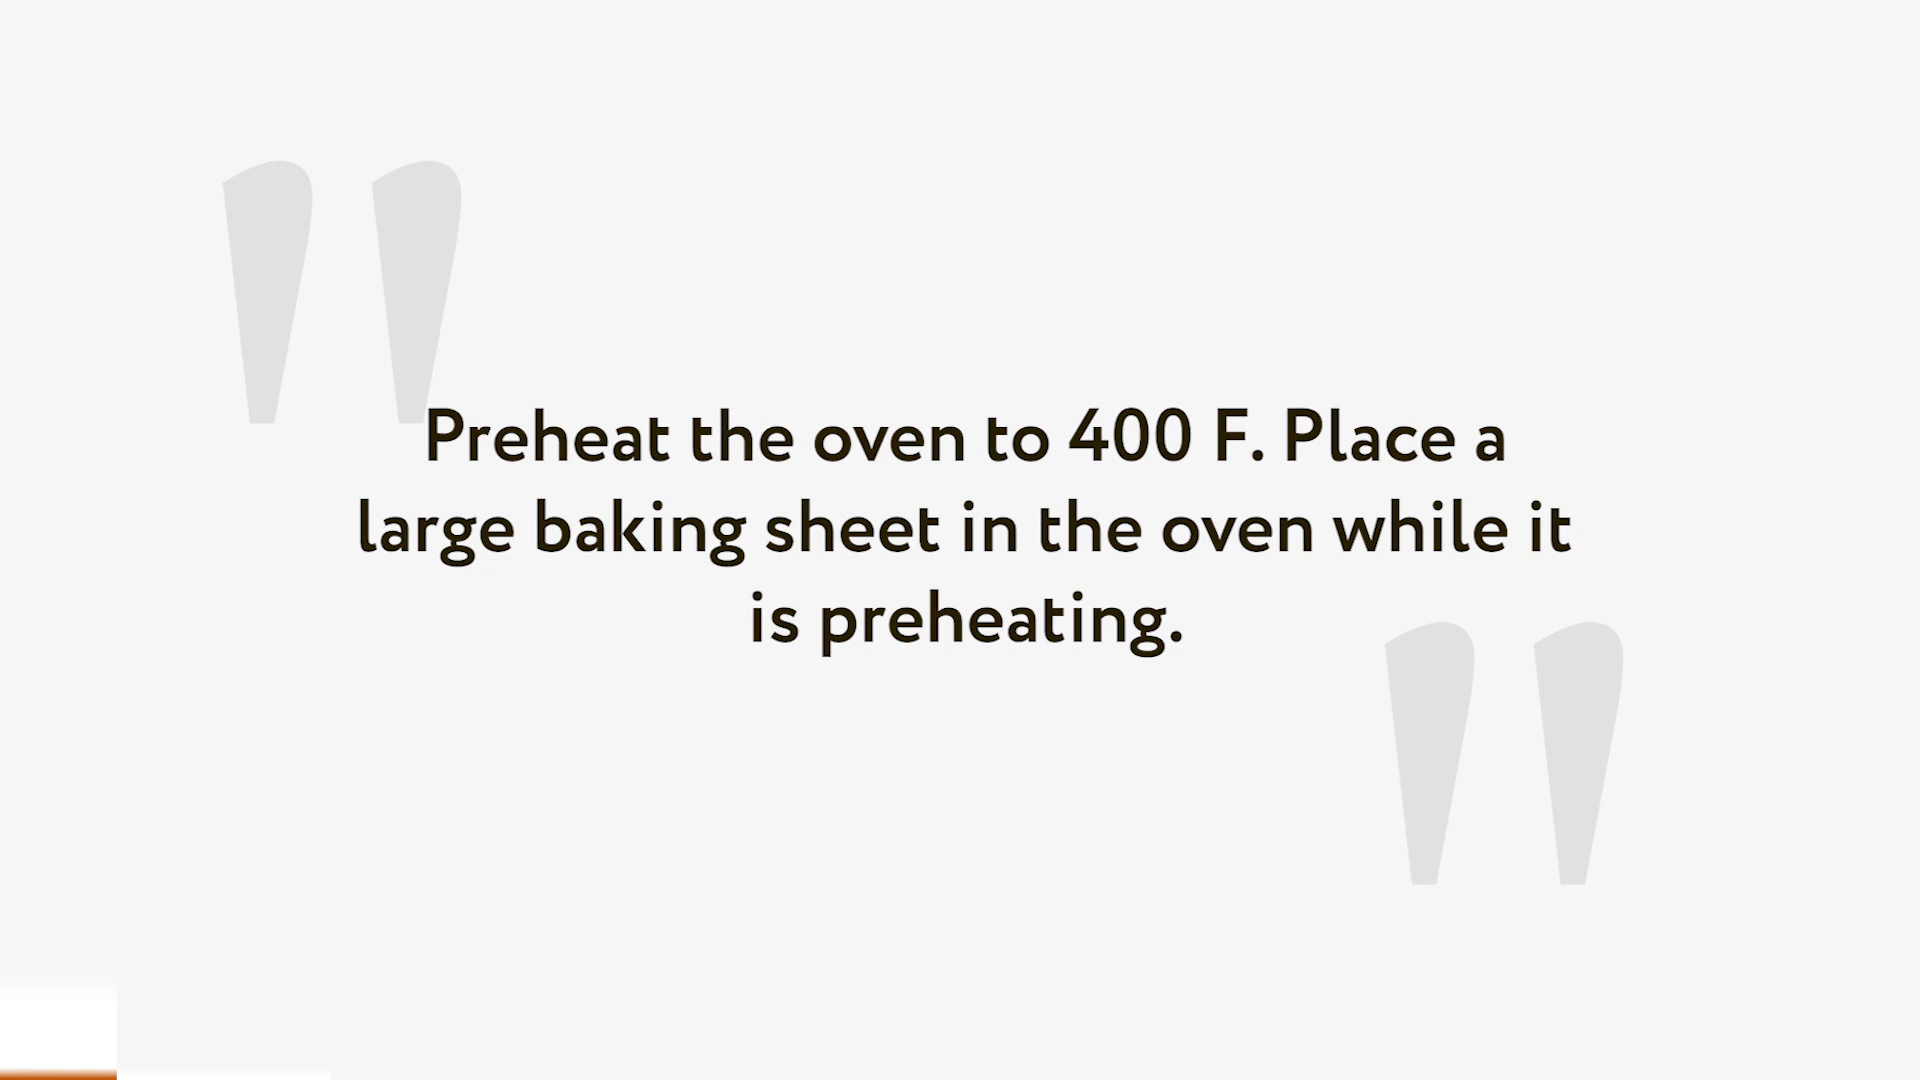 "
Preheat the oven to 400 F. Place a
large baking sheet in the oven while it
is preheating.
"